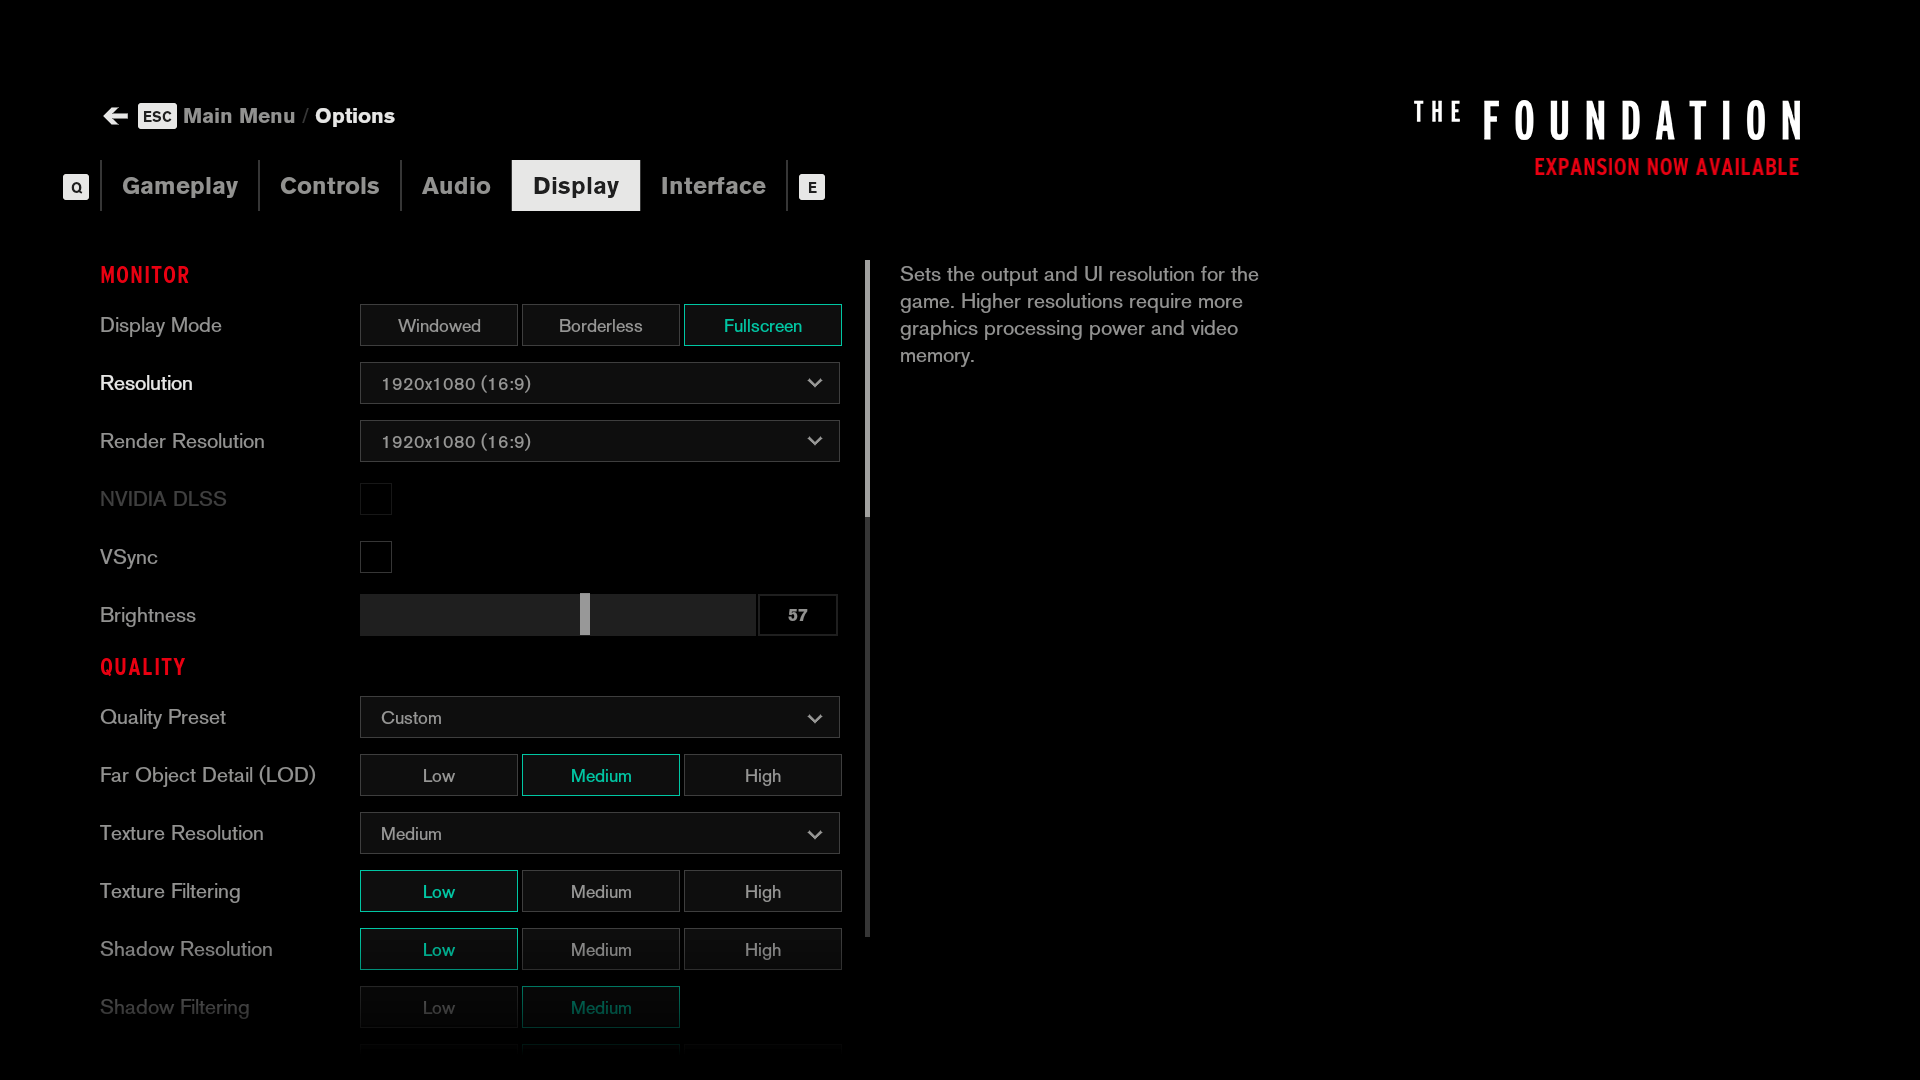 ESC Main Menu / Options
THE FOUNDATION
EXPANSION NOW AVAILABLE
Q Gameplay Controls Audio Display Interface E
MONITOR
Display Mode Windowed Borderless Fullscreen
Resolution 1920x1080 (16:9)
Render Resolution 1920x1080 (16:9)
NVIDIA DLSS
VSync
Brightness 57
QUALITY
Quality Preset Custom
Far Object Detail (LOD) Low Medium High
Texture Resolution Medium
Texture Filtering Low Medium High
Shadow Resolution Low Medium High
Shadow Filtering Low Medium
Sets the output and UI resolution for the
game. Higher resolutions require more
graphics processing power and video
memory.